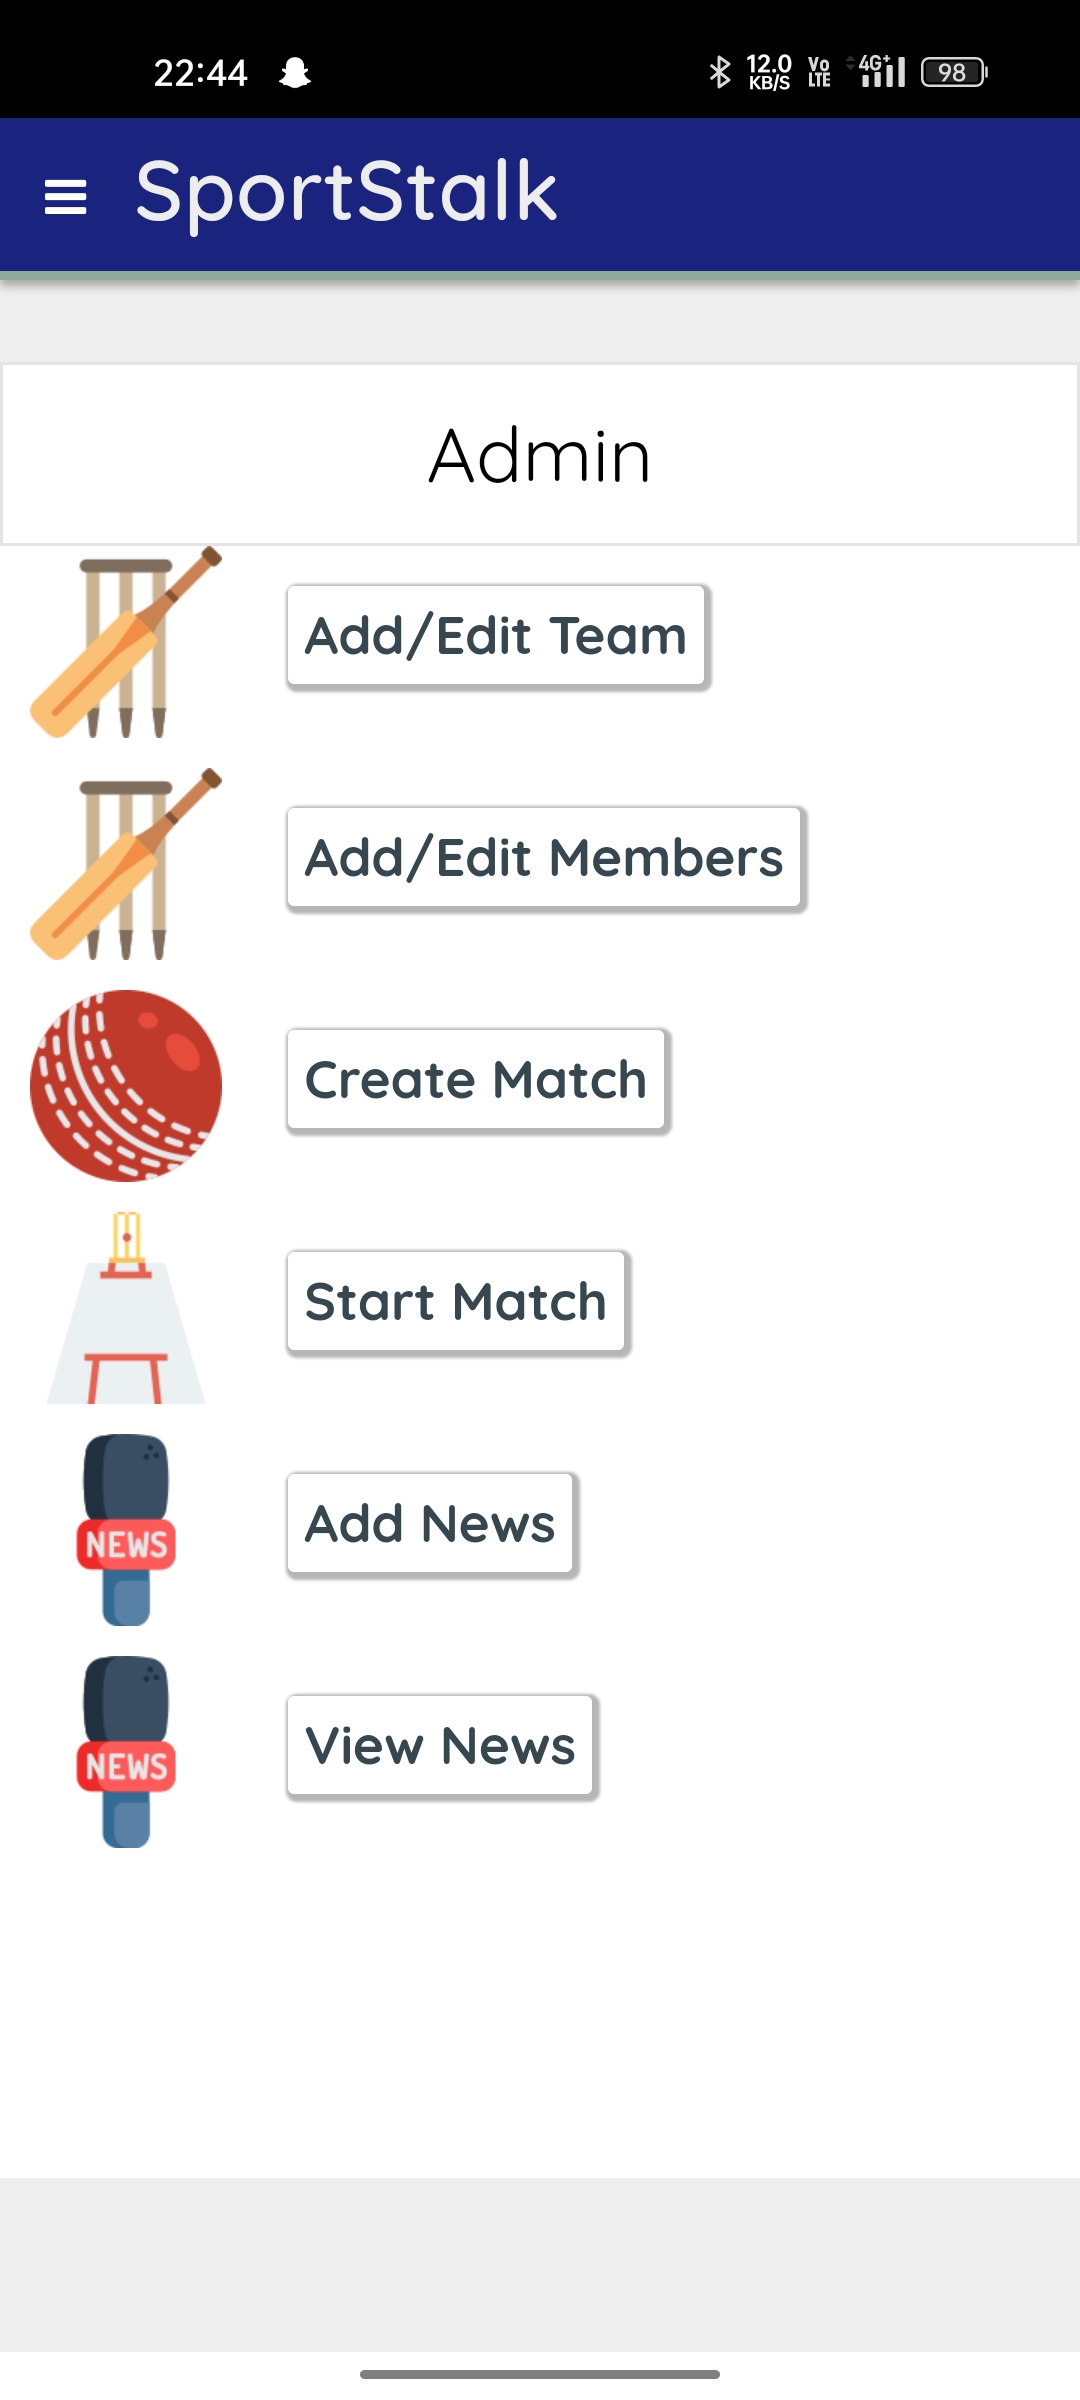 22:44 12.0 KB/S Vo LTE 4G+ 98
SportStalk
Admin
Add/Edit Team
Add/Edit Members
Create Match
Start Match
NEWS Add News
NEWS View News